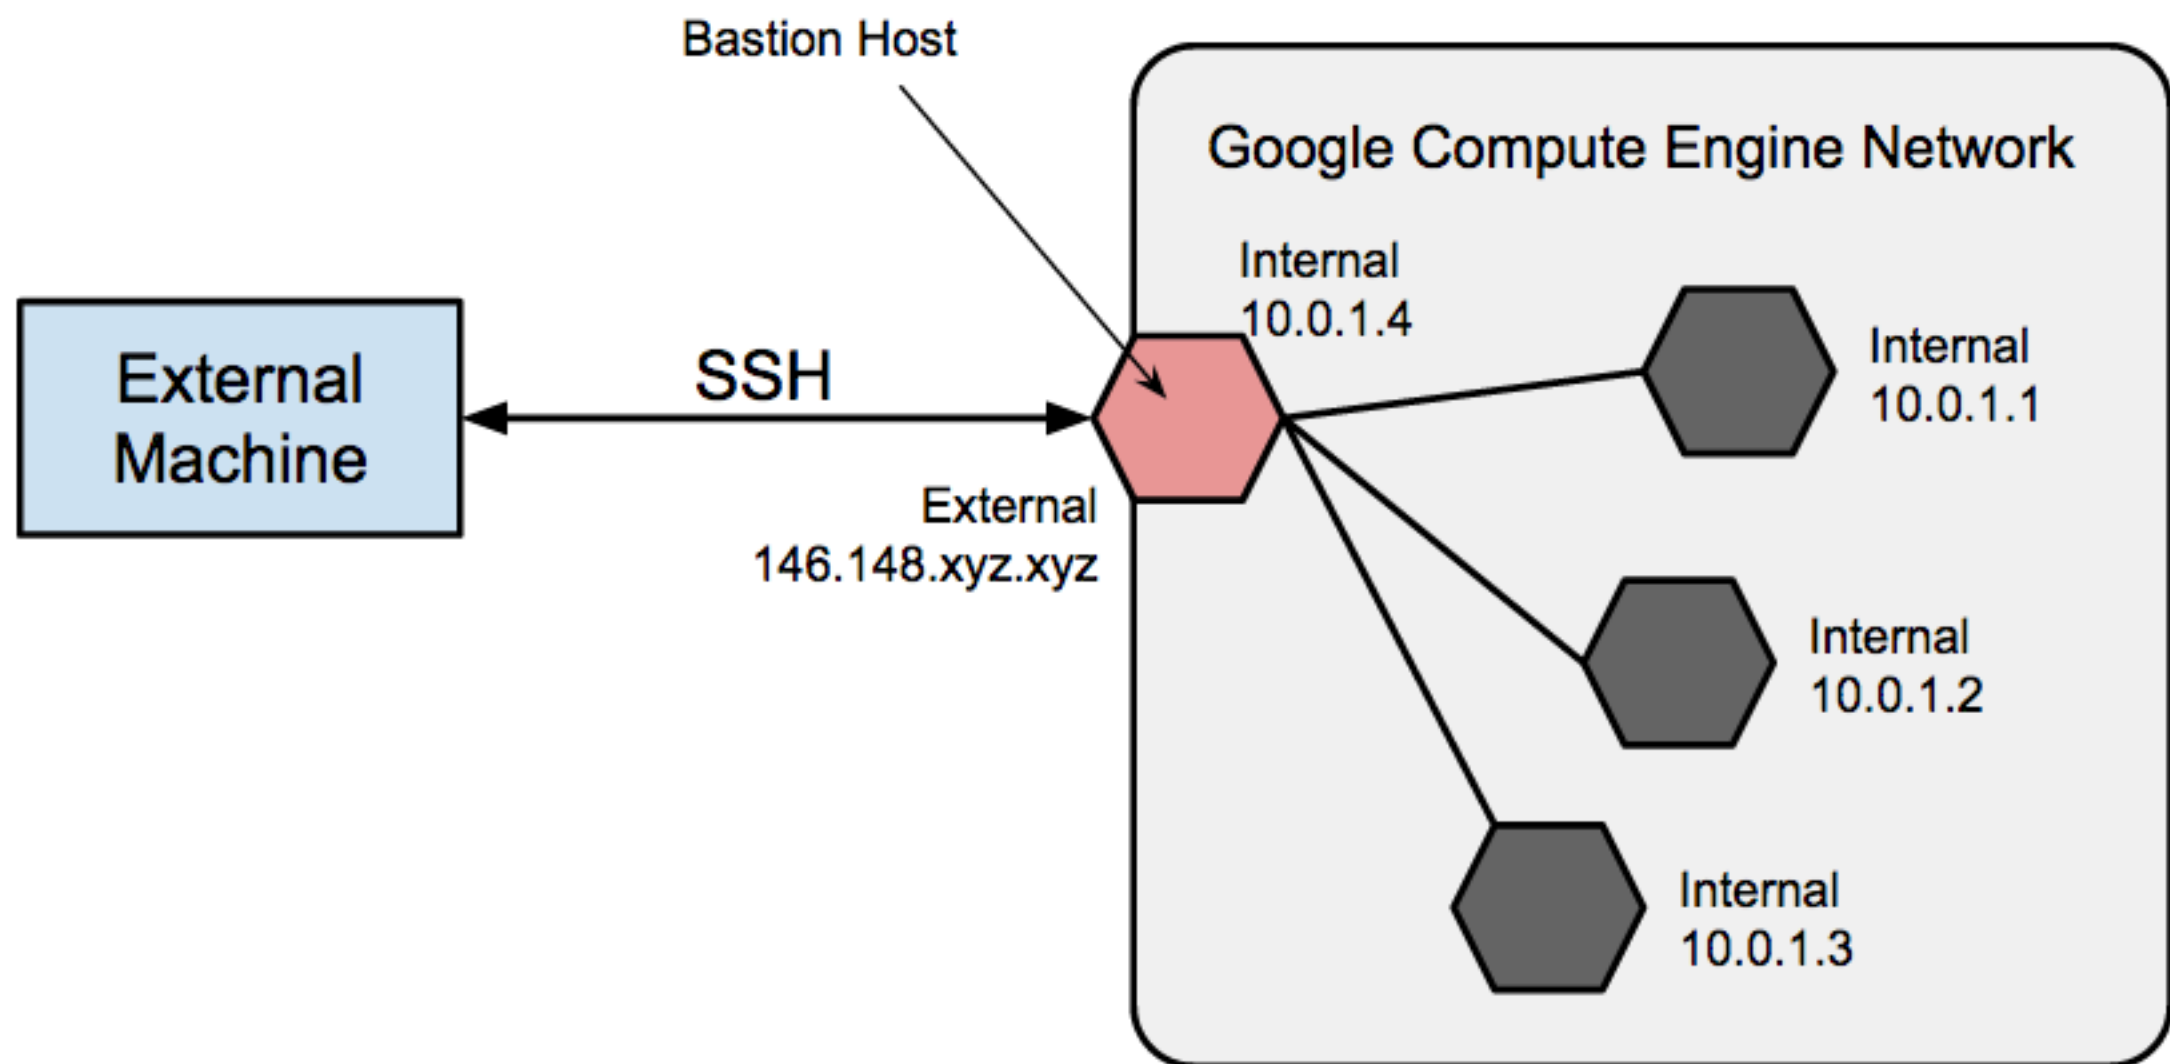 Bastion Host
Google Compute Engine Network
Internal
10.0.1.4
Internal
10.0.1.1
External
Machine
SSH
External
146.148.xyz.xyz
Internal
10.0.1.2
Internal
10.0.1.3